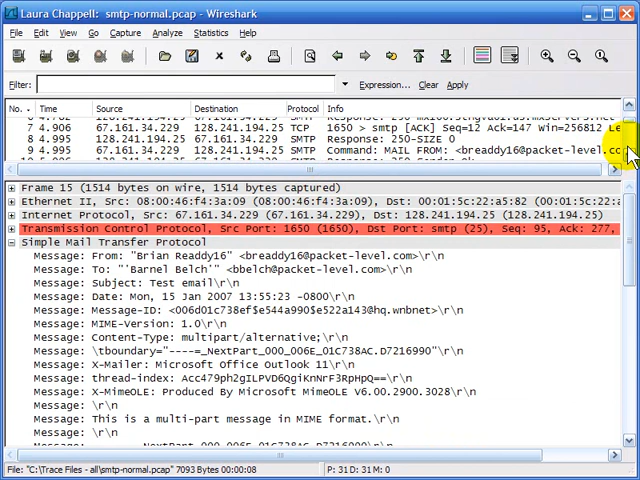 Laura Chappell: smtp-normal.pcap - Wireshark
File Edit View Go Capture Analyze Statistics Help
Filter: Expression... Clear Apply
No. Time Source Destination Protocol Info
7 4.906 67.161.34.229 128.241.194.25 TCP 1650 > smtp [ACK] Seq=12 Ack=147 Win=256812 Le
8 4.995 128.241.194.25 67.161.34.229 SMTP Response: 250-SIZE 0
9 4.995 67.161.34.229 128.241.194.25 SMTP Command: MAIL FROM: <breaddy16@packet-level.co
Frame 15 (1514 bytes on wire, 1514 bytes captured)
Ethernet II, Src: 08:00:46:f4:3a:09 (08:00:46:f4:3a:09), Dst: 00:01:5c:22:a5:82 (00:01:5c:22
Internet Protocol, Src: 67.161.34.229 (67.161.34.229), Dst: 128.241.194.25 (128.241.194.25)
Transmission Control Protocol, Src Port: 1650 (1650), Dst Port: smtp (25), Seq: 95, Ack: 277,
Simple Mail Transfer Protocol
Message: From: "Brian Readdy16" <breaddy16@packet-level.com>\r\n
Message: To: "'Barnel Belch'" <bbelch@packet-level.com>\r\n
Message: Subject: Test email\r\n
Message: Date: Mon, 15 Jan 2007 13:55:23 -0800\r\n
Message: Message-ID: <006d01c738ef$e544a990$e522a143@hq.wnbnet>\r\n
Message: MIME-Version: 1.0\r\n
Message: Content-Type: multipart/alternative;\r\n
Message: \tboundary="----=_NextPart_000_006E_01C738AC.D7216990"\r\n
Message: X-Mailer: Microsoft Office Outlook 11\r\n
Message: thread-index: Acc479ph2gILPVD6QgiKnNrF3RpHpQ==\r\n
Message: X-MimeOLE: Produced By Microsoft MimeOLE V6.00.2900.3028\r\n
Message: \r\n
Message: This is a multi-part message in MIME format.\r\n
Message: \r\n
File: "C:\Trace Files - all\smtp-normal.pcap" 7093 Bytes 00:00:08 P: 31 D: 31 M: 0